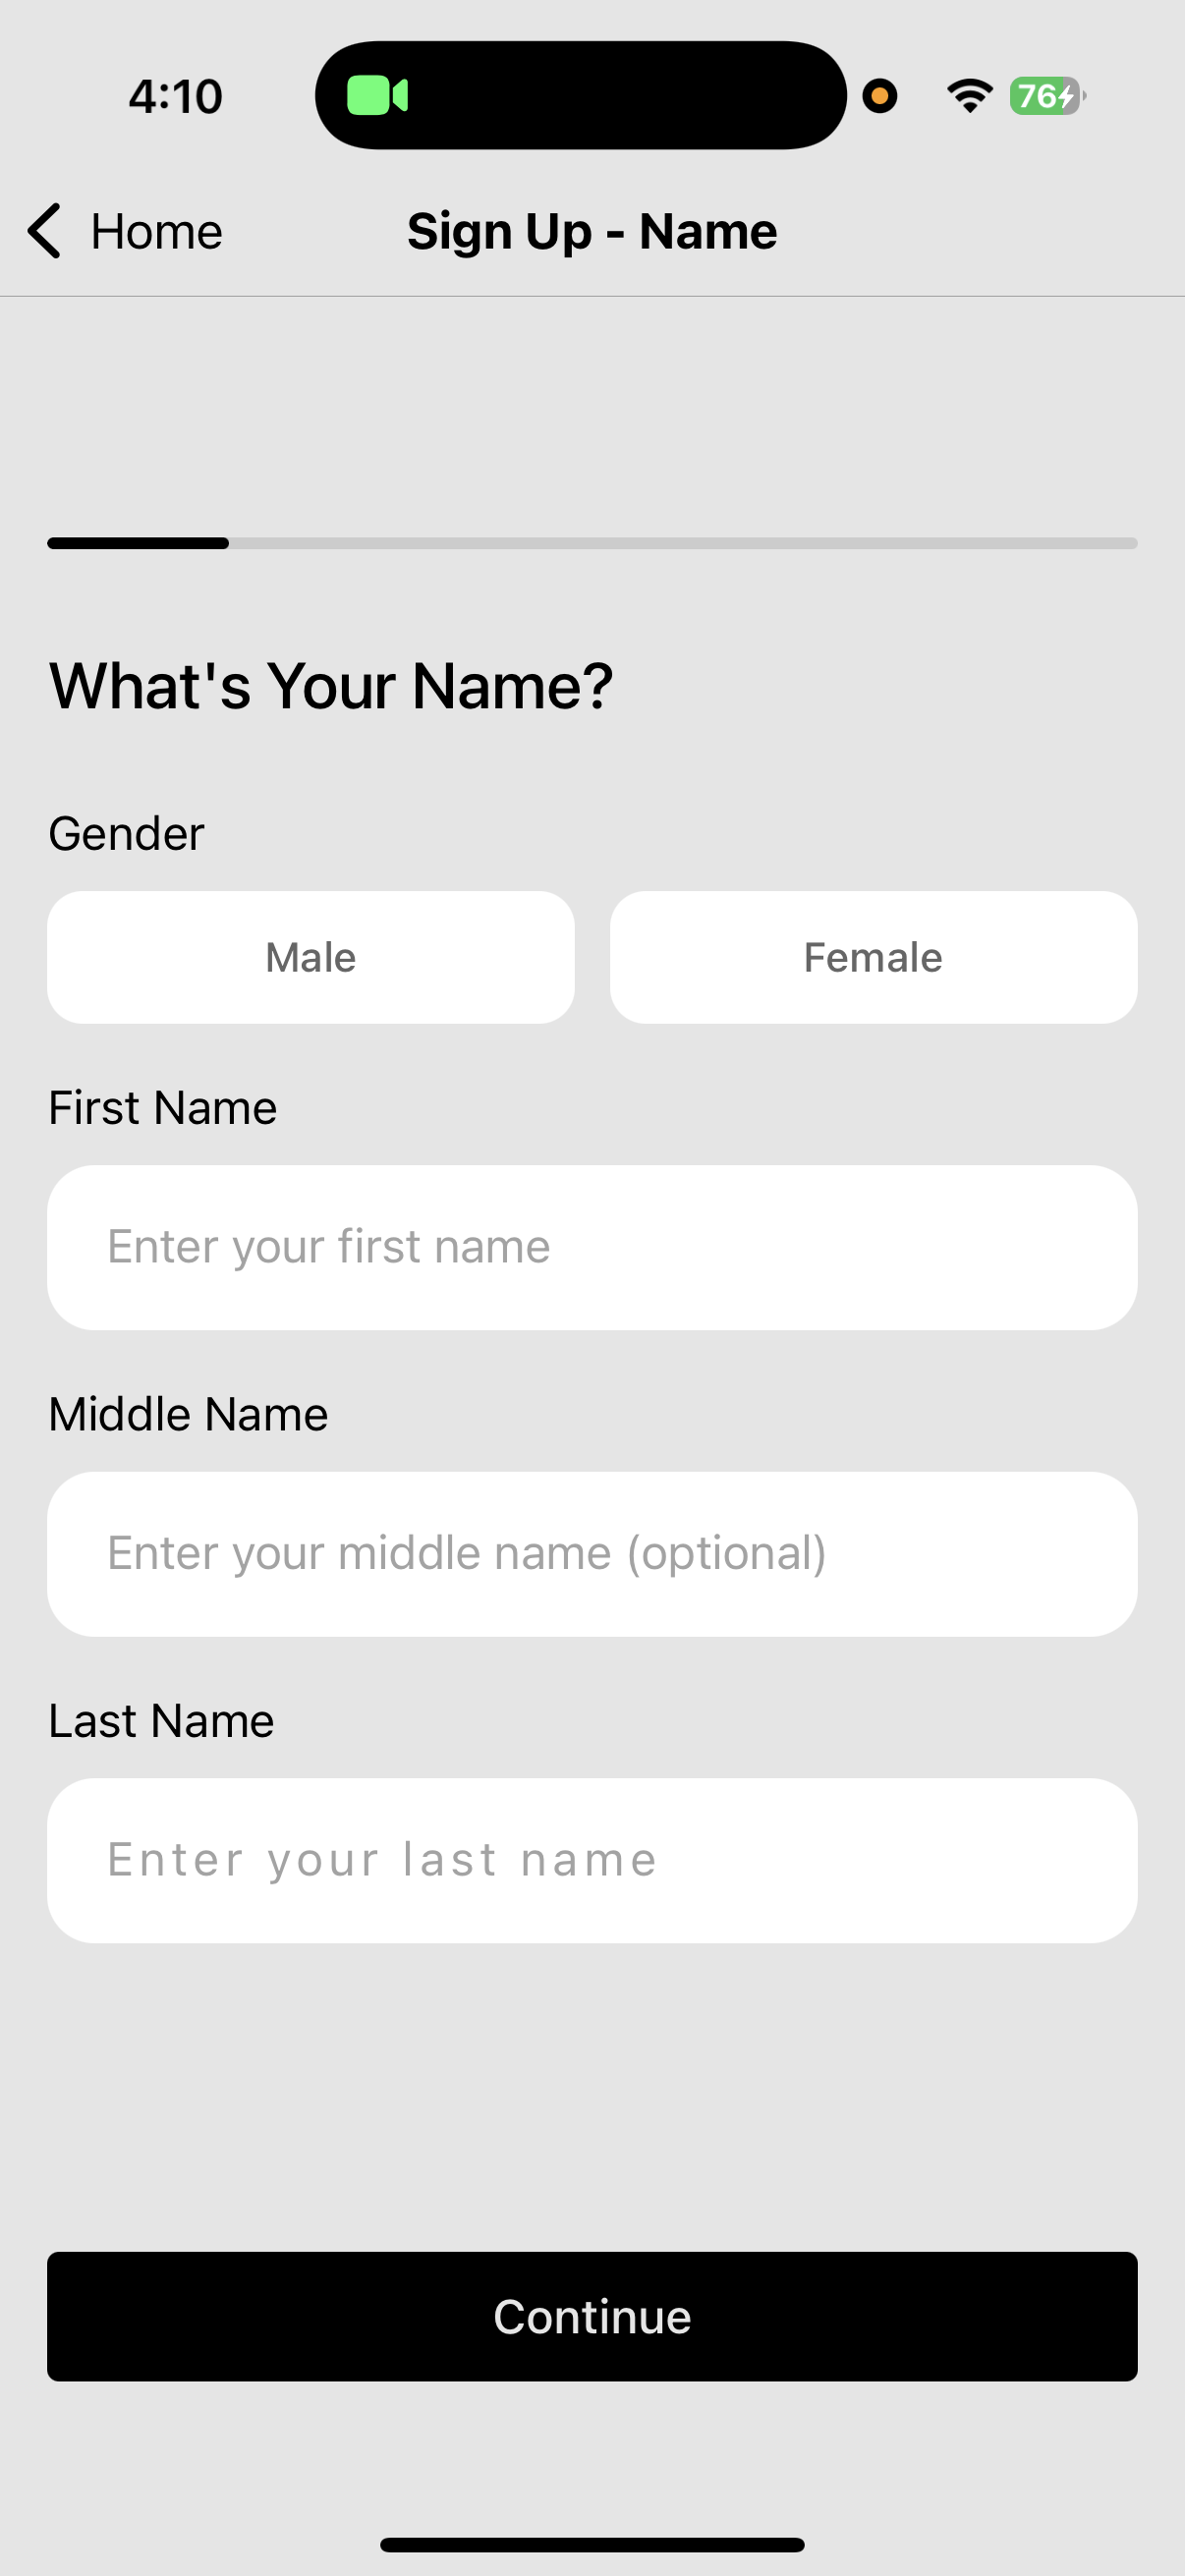 4:10
76
Home
Sign Up - Name
What's Your Name?
Gender
Male
Female
First Name
Enter your first name
Middle Name
Enter your middle name (optional)
Last Name
Enter your last name
Continue